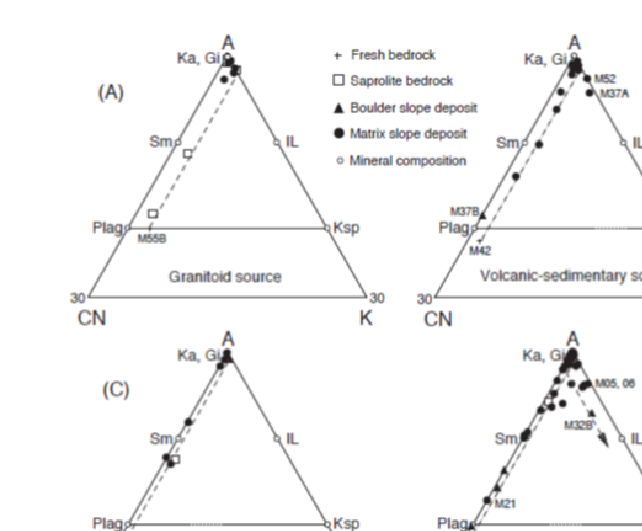 A
Ka, Gi
(A)
Sm
IL
Plag
Ksp
M55B
Granitoid source
30
30
CN
K
+ Fresh bedrock
□ Saprolite bedrock
▲ Boulder slope deposit
● Matrix slope deposit
○ Mineral composition
A
Ka, Gi
M52
M37A
Sm
IL
M37B
Plag
M42
Volcanic-sedimentary so
30
CN
A
Ka, Gi
(C)
Sm
IL
Plag
Ksp
A
Ka, Gi
M05, 06
M32B
Sm
IL
M21
Plag